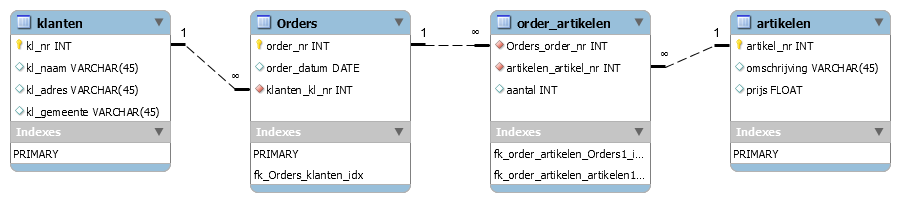 klanten
kl_nr INT
kl_naam VARCHAR(45)
kl_adres VARCHAR(45)
kl_gemeente VARCHAR(45)
Indexes
PRIMARY
1
∞
Orders
order_nr INT
order_datum DATE
klanten_kl_nr INT
Indexes
PRIMARY
fk_Orders_klanten_idx
1
∞
order_artikelen
Orders_order_nr INT
artikelen_artikel_nr INT
aantal INT
Indexes
fk_order_artikelen_Orders1_i...
fk_order_artikelen_artikelen1...
∞
1
artikelen
artikel_nr INT
omschrijving VARCHAR(45)
prijs FLOAT
Indexes
PRIMARY